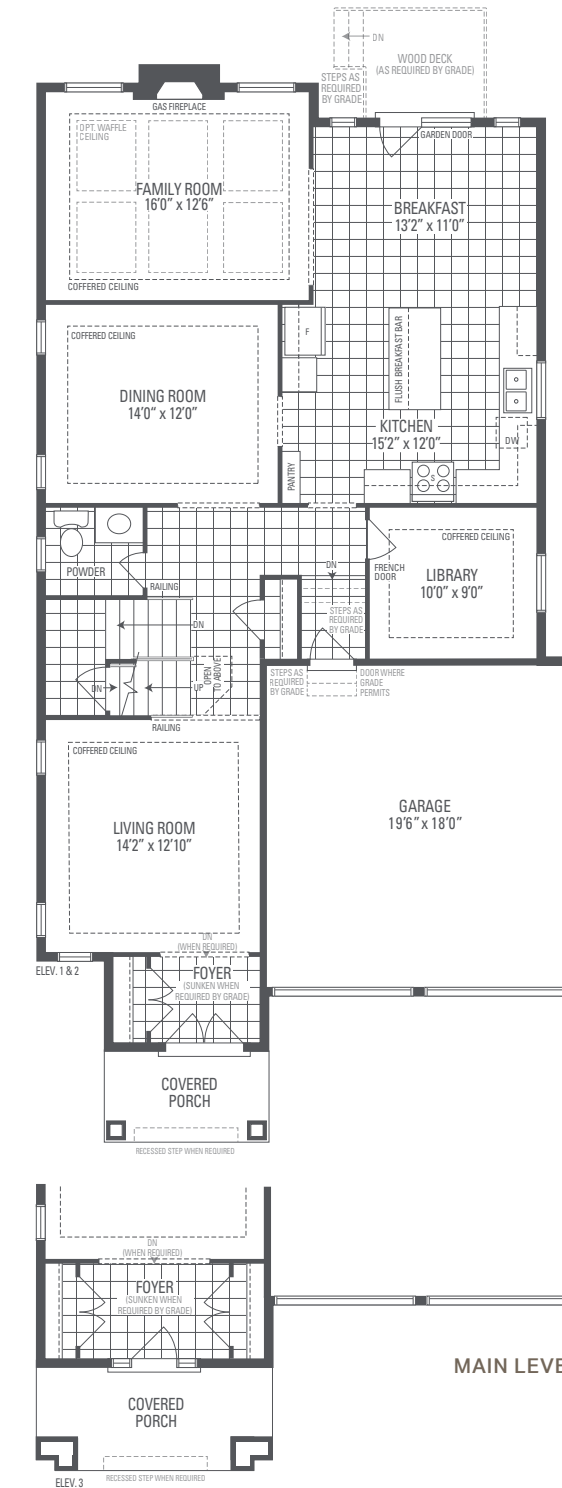 DN
WOOD DECK
(AS REQUIRED BY GRADE)
STEPS AS
REQUIRED
BY GRADE
GAS FIREPLACE
GARDEN DOOR
OPT. WAFFLE
CEILING
FAMILY ROOM
16'0" x 12'6"
BREAKFAST
13'2" x 11'0"
COFFERED CEILING
COFFERED CEILING
F
FLUSH BREAKFAST BAR
DINING ROOM
14'0" x 12'0"
KITCHEN
15'2" x 12'0"
DW
PANTRY
S
COFFERED CEILING
POWDER
FRENCH
DOOR
LIBRARY
10'0" x 9'0"
RAILING
DN
STEPS AS
REQUIRED
BY GRADE
DN
OPEN
TO ABOVE
DN
UP
STEPS AS
REQUIRED
BY GRADE
DOOR WHERE
GRADE
PERMITS
RAILING
COFFERED CEILING
GARAGE
19'6" x 18'0"
LIVING ROOM
14'2" x 12'10"
DN
(WHEN REQUIRED)
ELEV. 1 & 2
FOYER
(SUNKEN WHEN
REQUIRED BY GRADE)
COVERED
PORCH
RECESSED STEP WHEN REQUIRED
DN
(WHEN REQUIRED)
FOYER
(SUNKEN WHEN
REQUIRED BY GRADE)
MAIN LEVE
COVERED
PORCH
ELEV. 3
RECESSED STEP WHEN REQUIRED